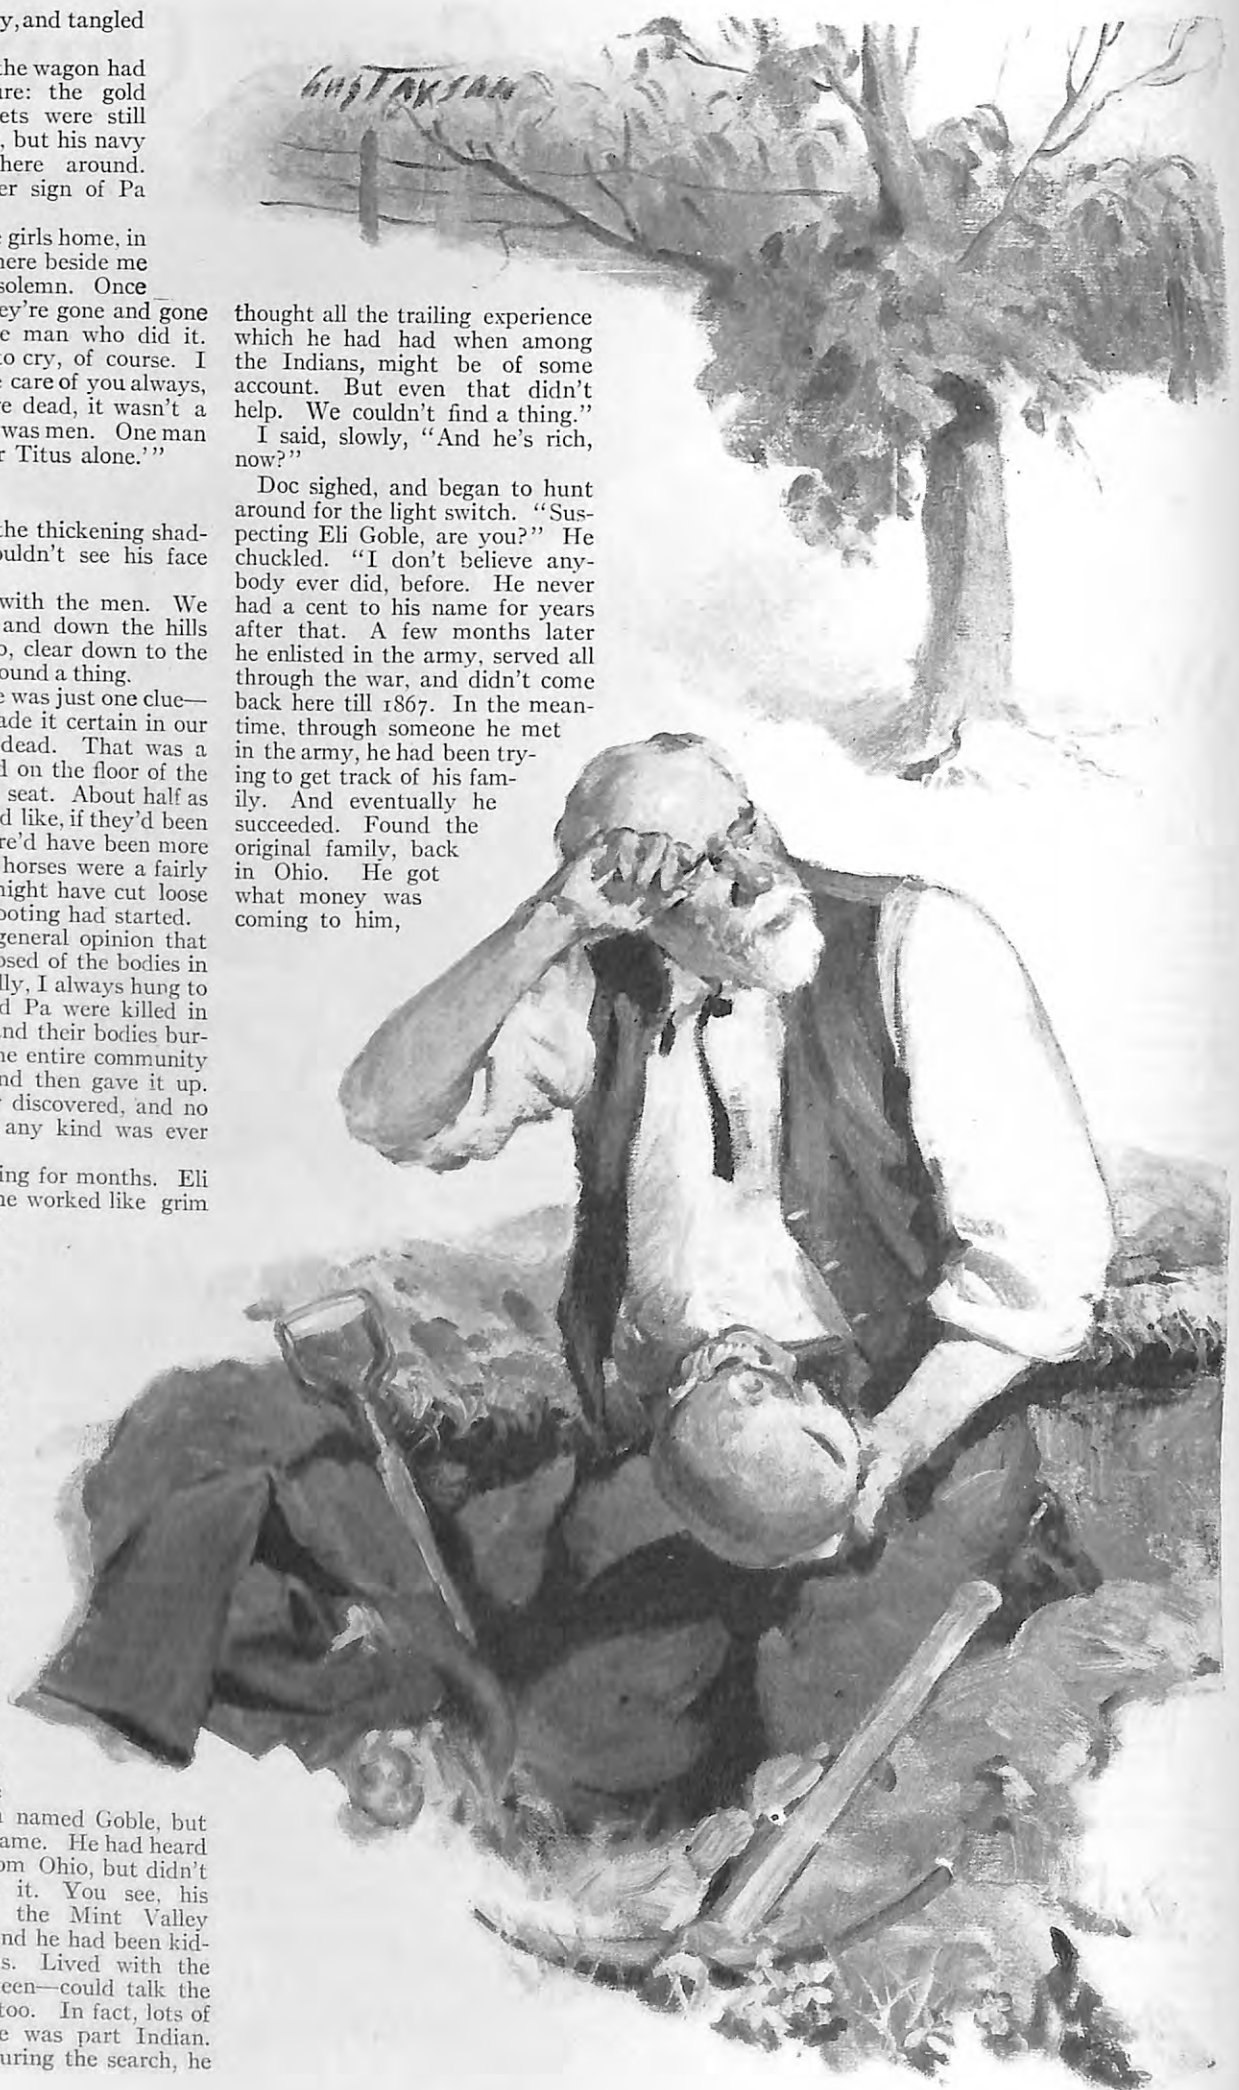 y, and tangled
the wagon had
re: the gold
ets were still
, but his navy
here around.
er sign of Pa
girls home, in
here beside me
solemn. Once
ey're gone and gone
e man who did it.
to cry, of course. I
care of you always,
e dead, it wasn't a
was men. One man
r Titus alone.'"
the thickening shad-
ouldn't see his face
with the men. We
and down the hills
o, clear down to the
ound a thing.
e was just one clue—
ade it certain in our
dead. That was a
d on the floor of the
seat. About half as
d like, if they'd been
re'd have been more
horses were a fairly
night have cut loose
ooting had started.
general opinion that
osed of the bodies in
lly, I always hung to
d Pa were killed in
and their bodies bur-
ne entire community
nd then gave it up.
discovered, and no
any kind was ever
ing for months. Eli
he worked like grim
named Goble, but
ame. He had heard
om Ohio, but didn't
it. You see, his
the Mint Valley
nd he had been kid-
s. Lived with the
een—could talk the
too. In fact, lots of
e was part Indian.
uring the search, he
thought all the trailing experience
which he had had when among
the Indians, might be of some
account. But even that didn't
help. We couldn't find a thing."
I said, slowly, "And he's rich,
now?"
Doc sighed, and began to hunt
around for the light switch. "Sus-
pecting Eli Goble, are you?" He
chuckled. "I don't believe any-
body ever did, before. He never
had a cent to his name for years
after that. A few months later
he enlisted in the army, served all
through the war, and didn't come
back here till 1867. In the mean-
time, through someone he met
in the army, he had been try-
ing to get track of his fam-
ily. And eventually he
succeeded. Found the
original family, back
in Ohio. He got
what money was
coming to him,
GUSTAVSON